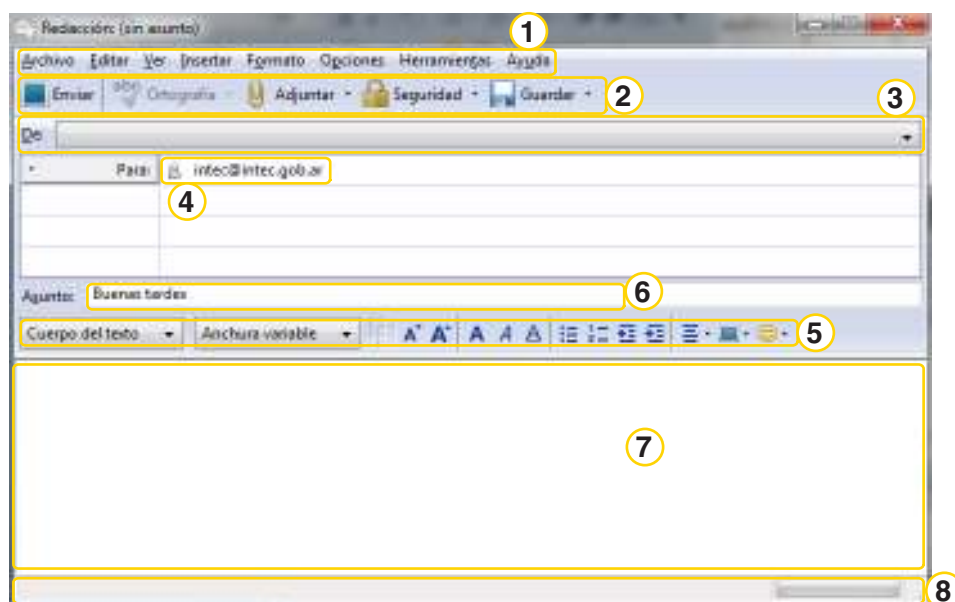 Redacción: (sin asunto)
1
Archivo Editar Ver Insertar Formato Opciones Herramientas Ayuda
Enviar Ortografía Adjuntar Seguridad Guardar 2 3
De:
Para: intec@intec.gob.ar
4
Asunto: Buenas tardes 6
Cuerpo del texto Anchura variable A A A A A 5
7
8